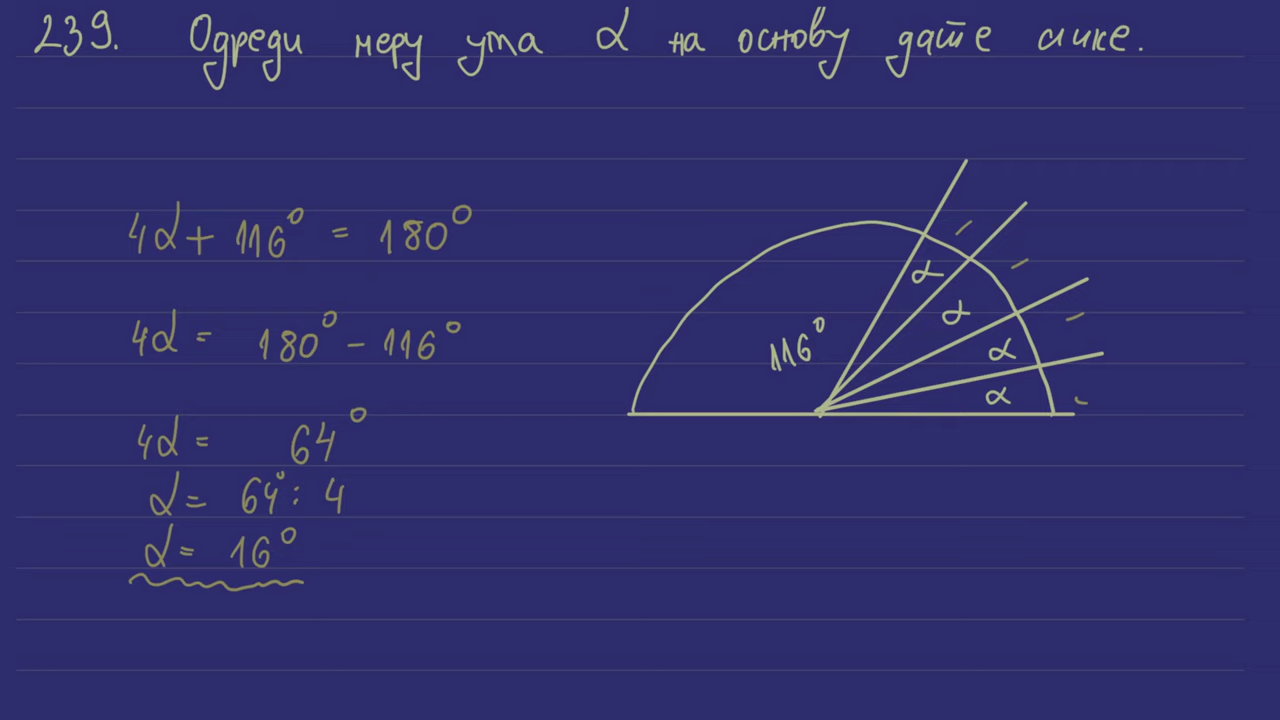 239. Одреди меру угла α на основу дате слике.
4α + 116° = 180°
4α = 180° - 116°
4α = 64°
α = 64° : 4
α = 16°
116°
α
α
α
α